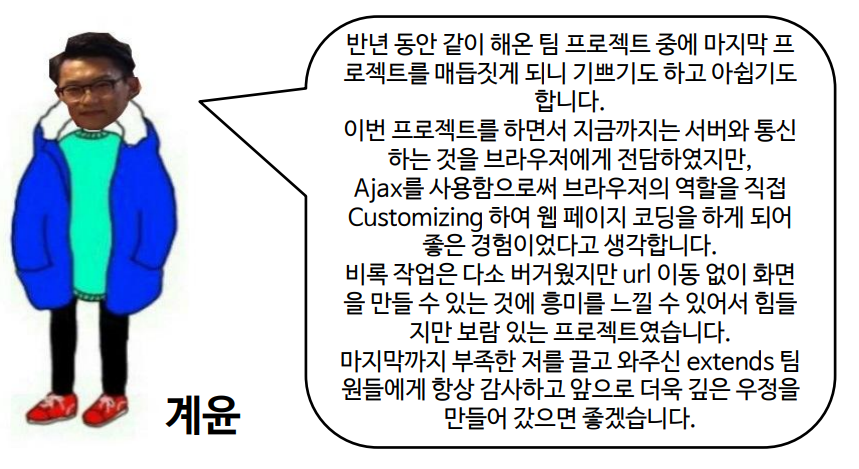 반년 동안 같이 해온 팀 프로젝트 중에 마지막 프
로젝트를 매듭짓게 되니 기쁘기도 하고 아쉽기도
합니다.
이번 프로젝트를 하면서 지금까지는 서버와 통신
하는 것을 브라우저에게 전담하였지만,
Ajax를 사용함으로써 브라우저의 역할을 직접
Customizing 하여 웹 페이지 코딩을 하게 되어
좋은 경험이었다고 생각합니다.
비록 작업은 다소 버거웠지만 url 이동 없이 화면
을 만들 수 있는 것에 흥미를 느낄 수 있어서 힘들
지만 보람 있는 프로젝트였습니다.
마지막까지 부족한 저를 끌고 와주신 extends 팀
원들에게 항상 감사하고 앞으로 더욱 깊은 우정을
만들어 갔으면 좋겠습니다.
계윤